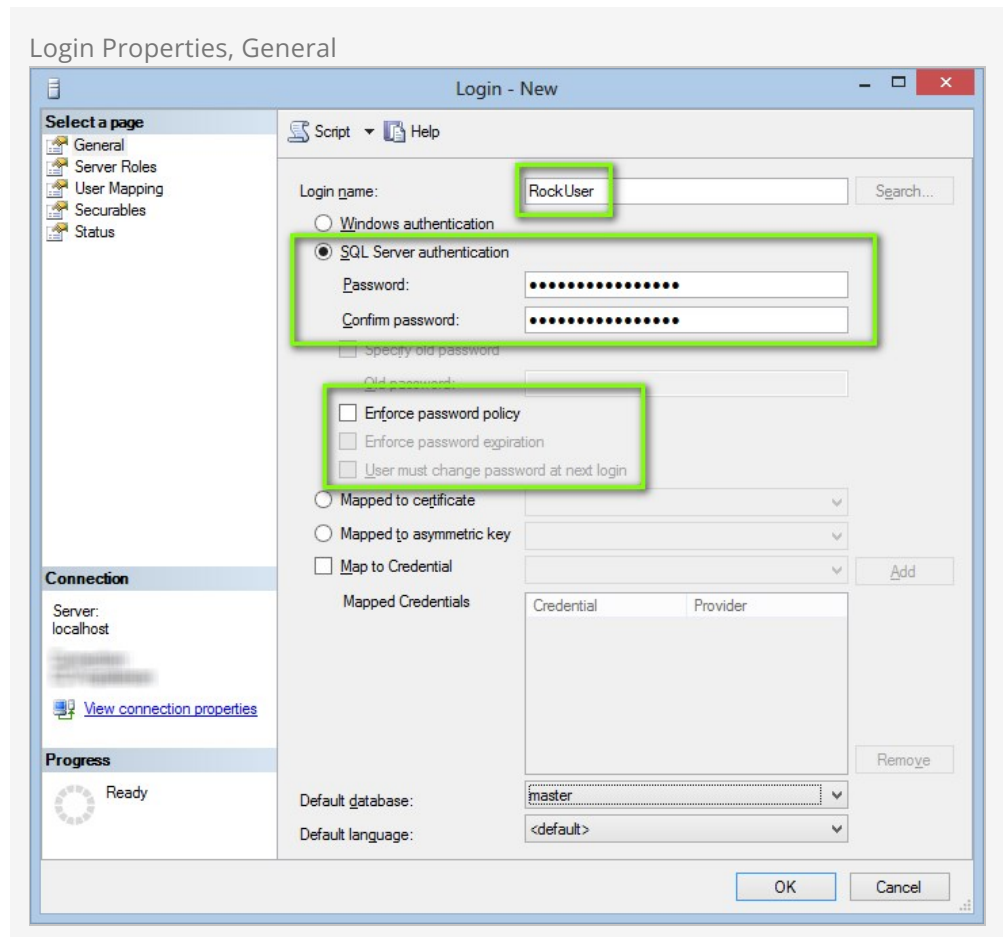 Login Properties, General
Login - New
Select a page
General
Server Roles
User Mapping
Securables
Status
Script
Help
Login name:
RockUser
Search...
Windows authentication
SQL Server authentication
Password:
••••••••••••••••
Confirm password:
••••••••••••••••
Specify old password
Old password:
Enforce password policy
Enforce password expiration
User must change password at next login
Mapped to certificate
Mapped to asymmetric key
Map to Credential
Add
Mapped Credentials
Credential
Provider
Remove
Default database:
master
Default language:
<default>
Connection
Server:
localhost
View connection properties
Progress
Ready
OK
Cancel